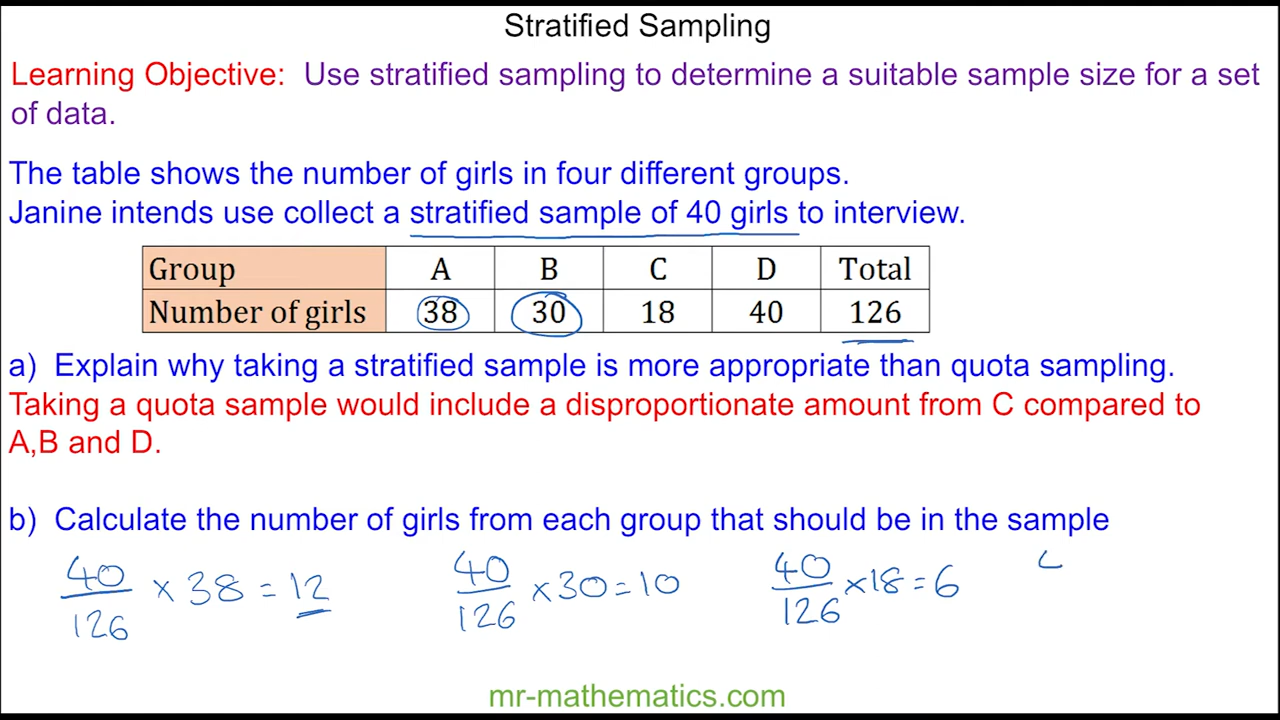 Stratified Sampling
Learning Objective: Use stratified sampling to determine a suitable sample size for a set
of data.
The table shows the number of girls in four different groups.
Janine intends use collect a stratified sample of 40 girls to interview.
Group A B C D Total
Number of girls 38 30 18 40 126
a) Explain why taking a stratified sample is more appropriate than quota sampling.
Taking a quota sample would include a disproportionate amount from C compared to
A,B and D.
b) Calculate the number of girls from each group that should be in the sample
40/126 × 38 = 12 40/126 × 30 = 10 40/126 × 18 = 6
mr-mathematics.com